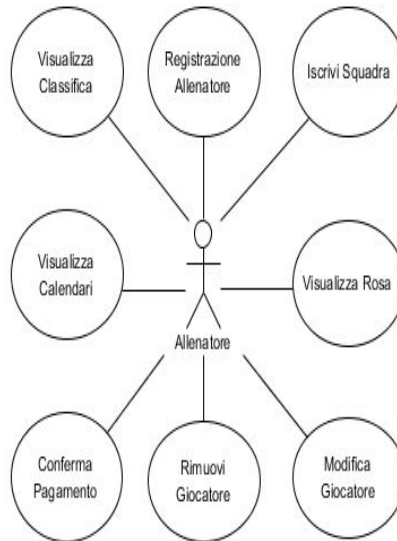 Visualizza
Classifica
Registrazione
Allenatore
Iscrivi Squadra
Visualizza
Calendari
Visualizza Rosa
Allenatore
Conferma
Pagamento
Rimuovi
Giocatore
Modifica
Giocatore